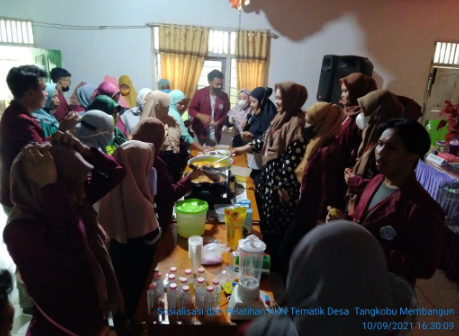 Sosialisasi dan Pelatihan KKN Tematik Desa Tangkobu Membangun
10/09/2021 16:30:09